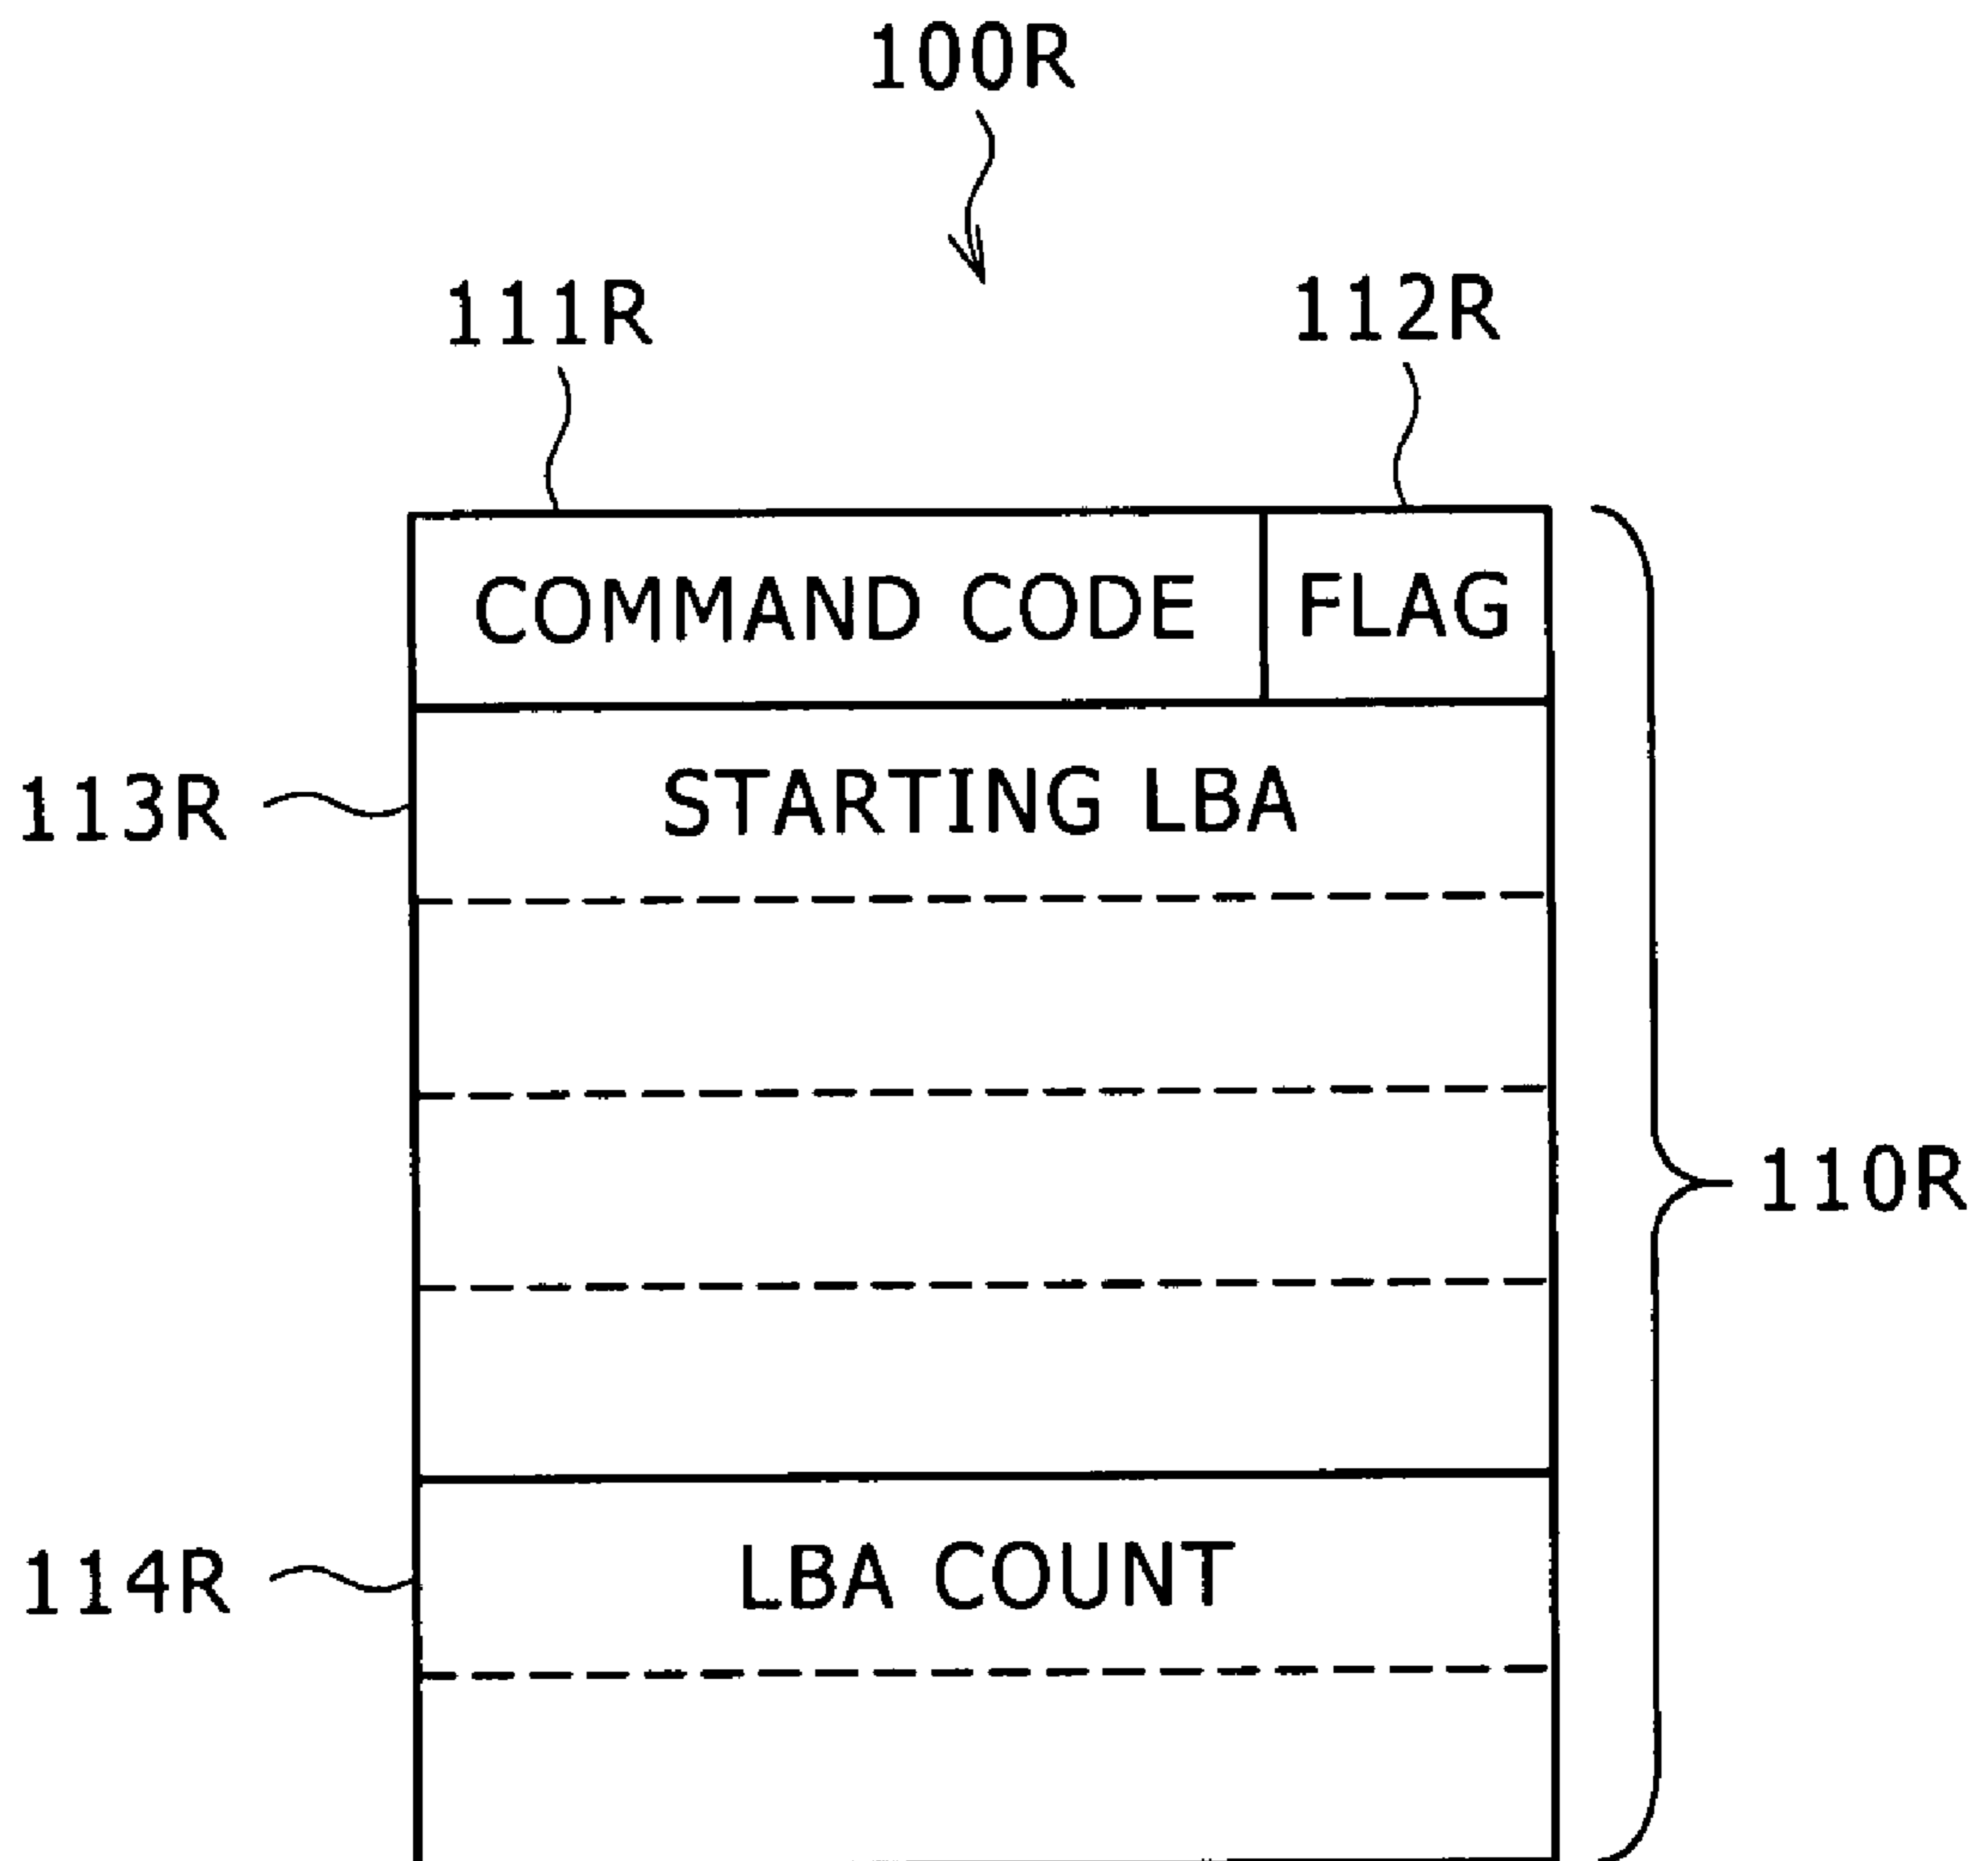 100R
111R 112R
COMMAND CODE FLAG
113R STARTING LBA
110R
114R LBA COUNT